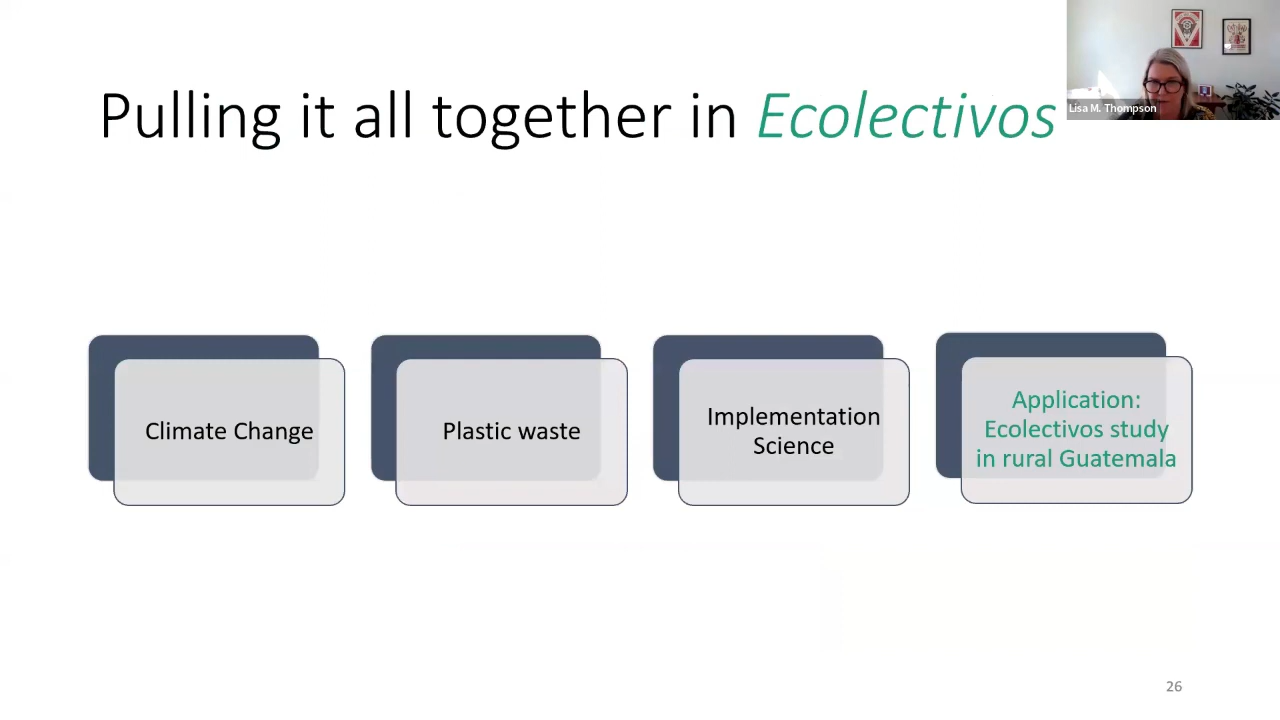 Pulling it all together in Ecolectivos
Lisa M. Thompson
Climate Change
Plastic waste
Implementation
Science
Application:
Ecolectivos study
in rural Guatemala
26